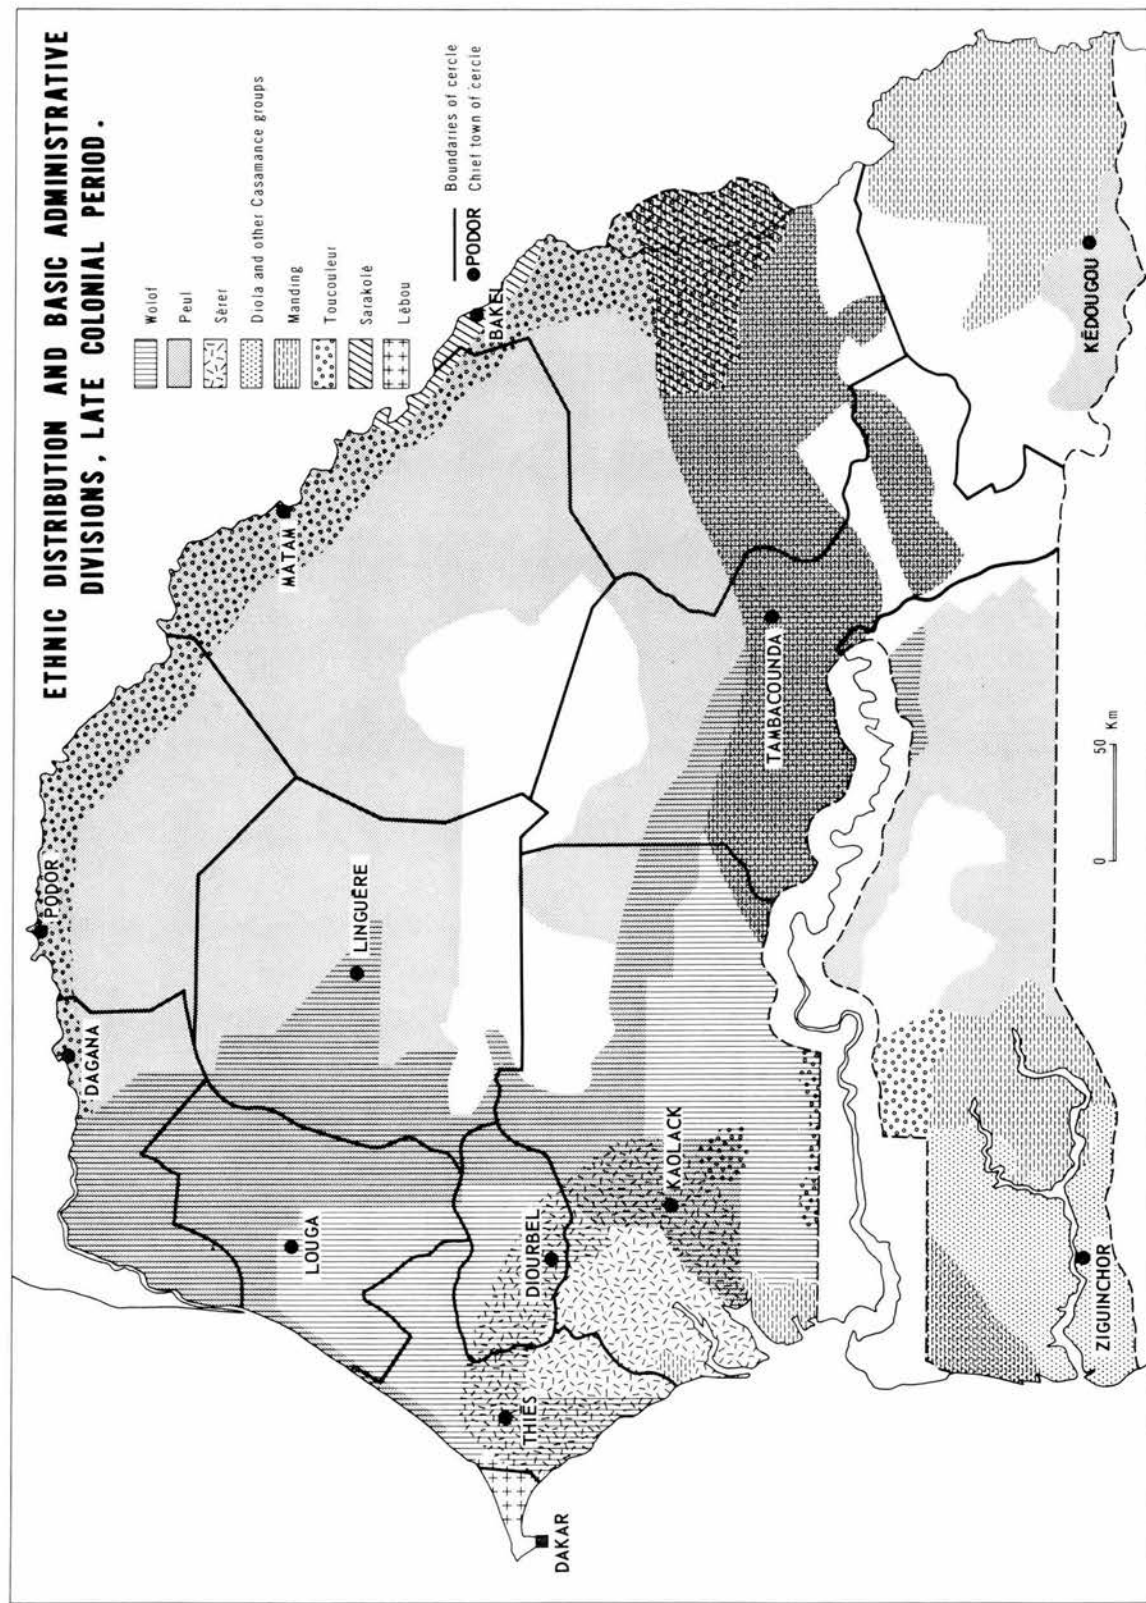 ETHNIC DISTRIBUTION AND BASIC ADMINISTRATIVE
DIVISIONS, LATE COLONIAL PERIOD.
Wolof
Peul
Sèrer
Diola and other Casamance groups
Manding
Toucouleur
Sarakolé
Lébou
Boundaries of cercle
PODOR Chief town of cercle
PODOR
DAGANA
MATAM
LINGUÈRE
LOUGA
BAKEL
THIÈS
DIOURBEL
DAKAR
KAOLACK
TAMBACOUNDA
KÉDOUGOU
ZIGUINCHOR
0 50 Km